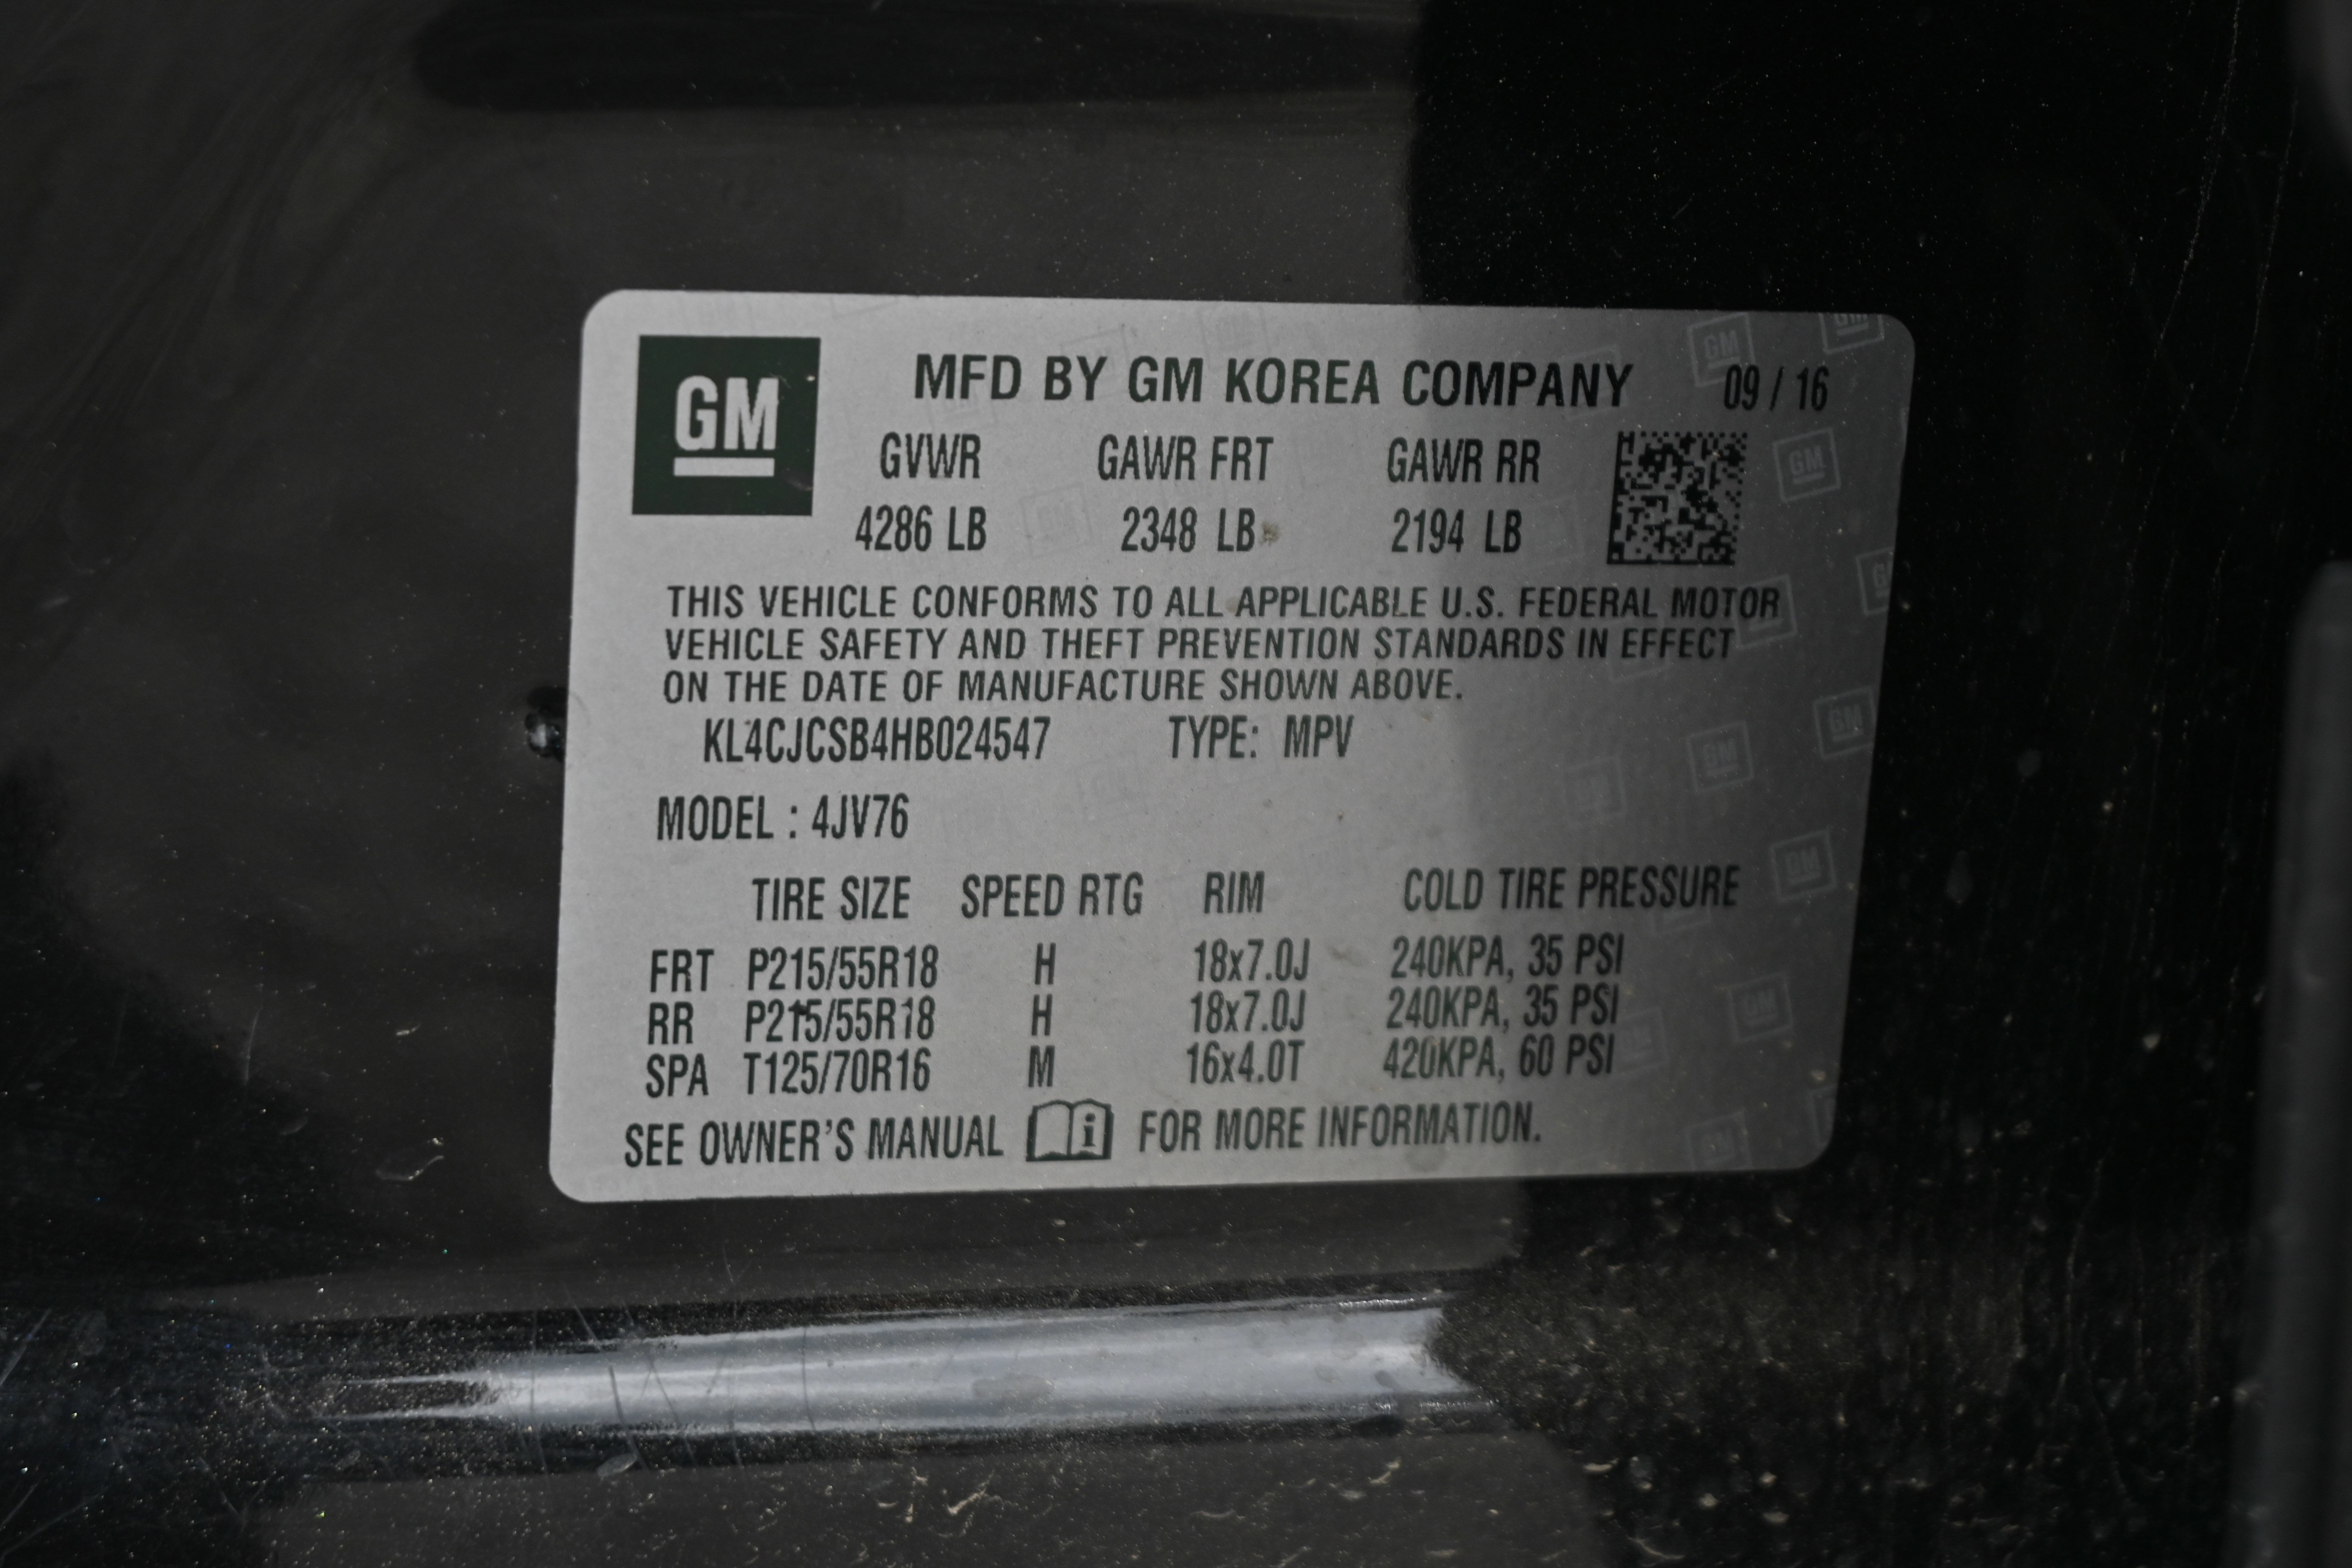 GM
MFD BY GM KOREA COMPANY 09 / 16
GVWR GAWR FRT GAWR RR
4286 LB 2348 LB 2194 LB
THIS VEHICLE CONFORMS TO ALL APPLICABLE U.S. FEDERAL MOTOR
VEHICLE SAFETY AND THEFT PREVENTION STANDARDS IN EFFECT
ON THE DATE OF MANUFACTURE SHOWN ABOVE.
KL4CJCSB4HB024547 TYPE: MPV
MODEL : 4JV76
TIRE SIZE SPEED RTG RIM COLD TIRE PRESSURE
FRT P215/55R18 H 18x7.0J 240KPA, 35 PSI
RR P215/55R18 H 18x7.0J 240KPA, 35 PSI
SPA T125/70R16 M 16x4.0T 420KPA, 60 PSI
SEE OWNER'S MANUAL i FOR MORE INFORMATION.